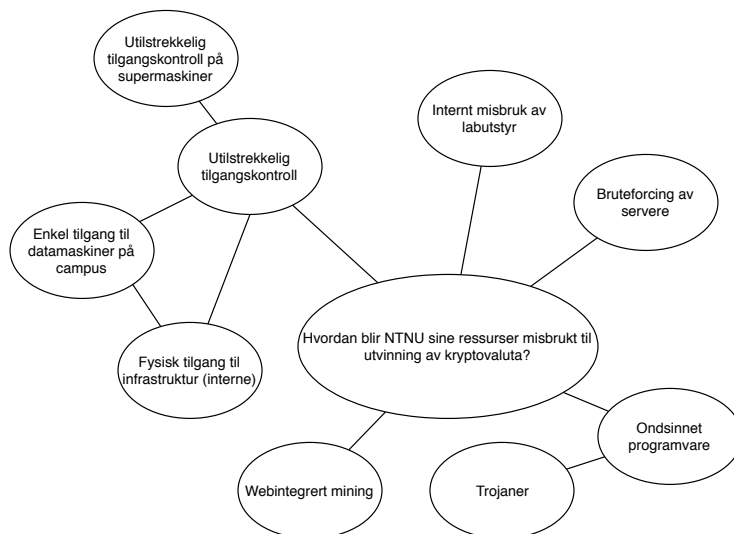 Utilstrekkelig
tilgangskontroll på
supermaskiner
Internt misbruk av
labutstyr
Utilstrekkelig
tilgangskontroll
Bruteforcing av
servere
Enkel tilgang til
datamaskiner på
campus
Hvordan blir NTNU sine ressurser misbrukt til
utvinning av kryptovaluta?
Fysisk tilgang til
infrastruktur (interne)
Ondsinnet
programvare
Webintegrert mining
Trojaner